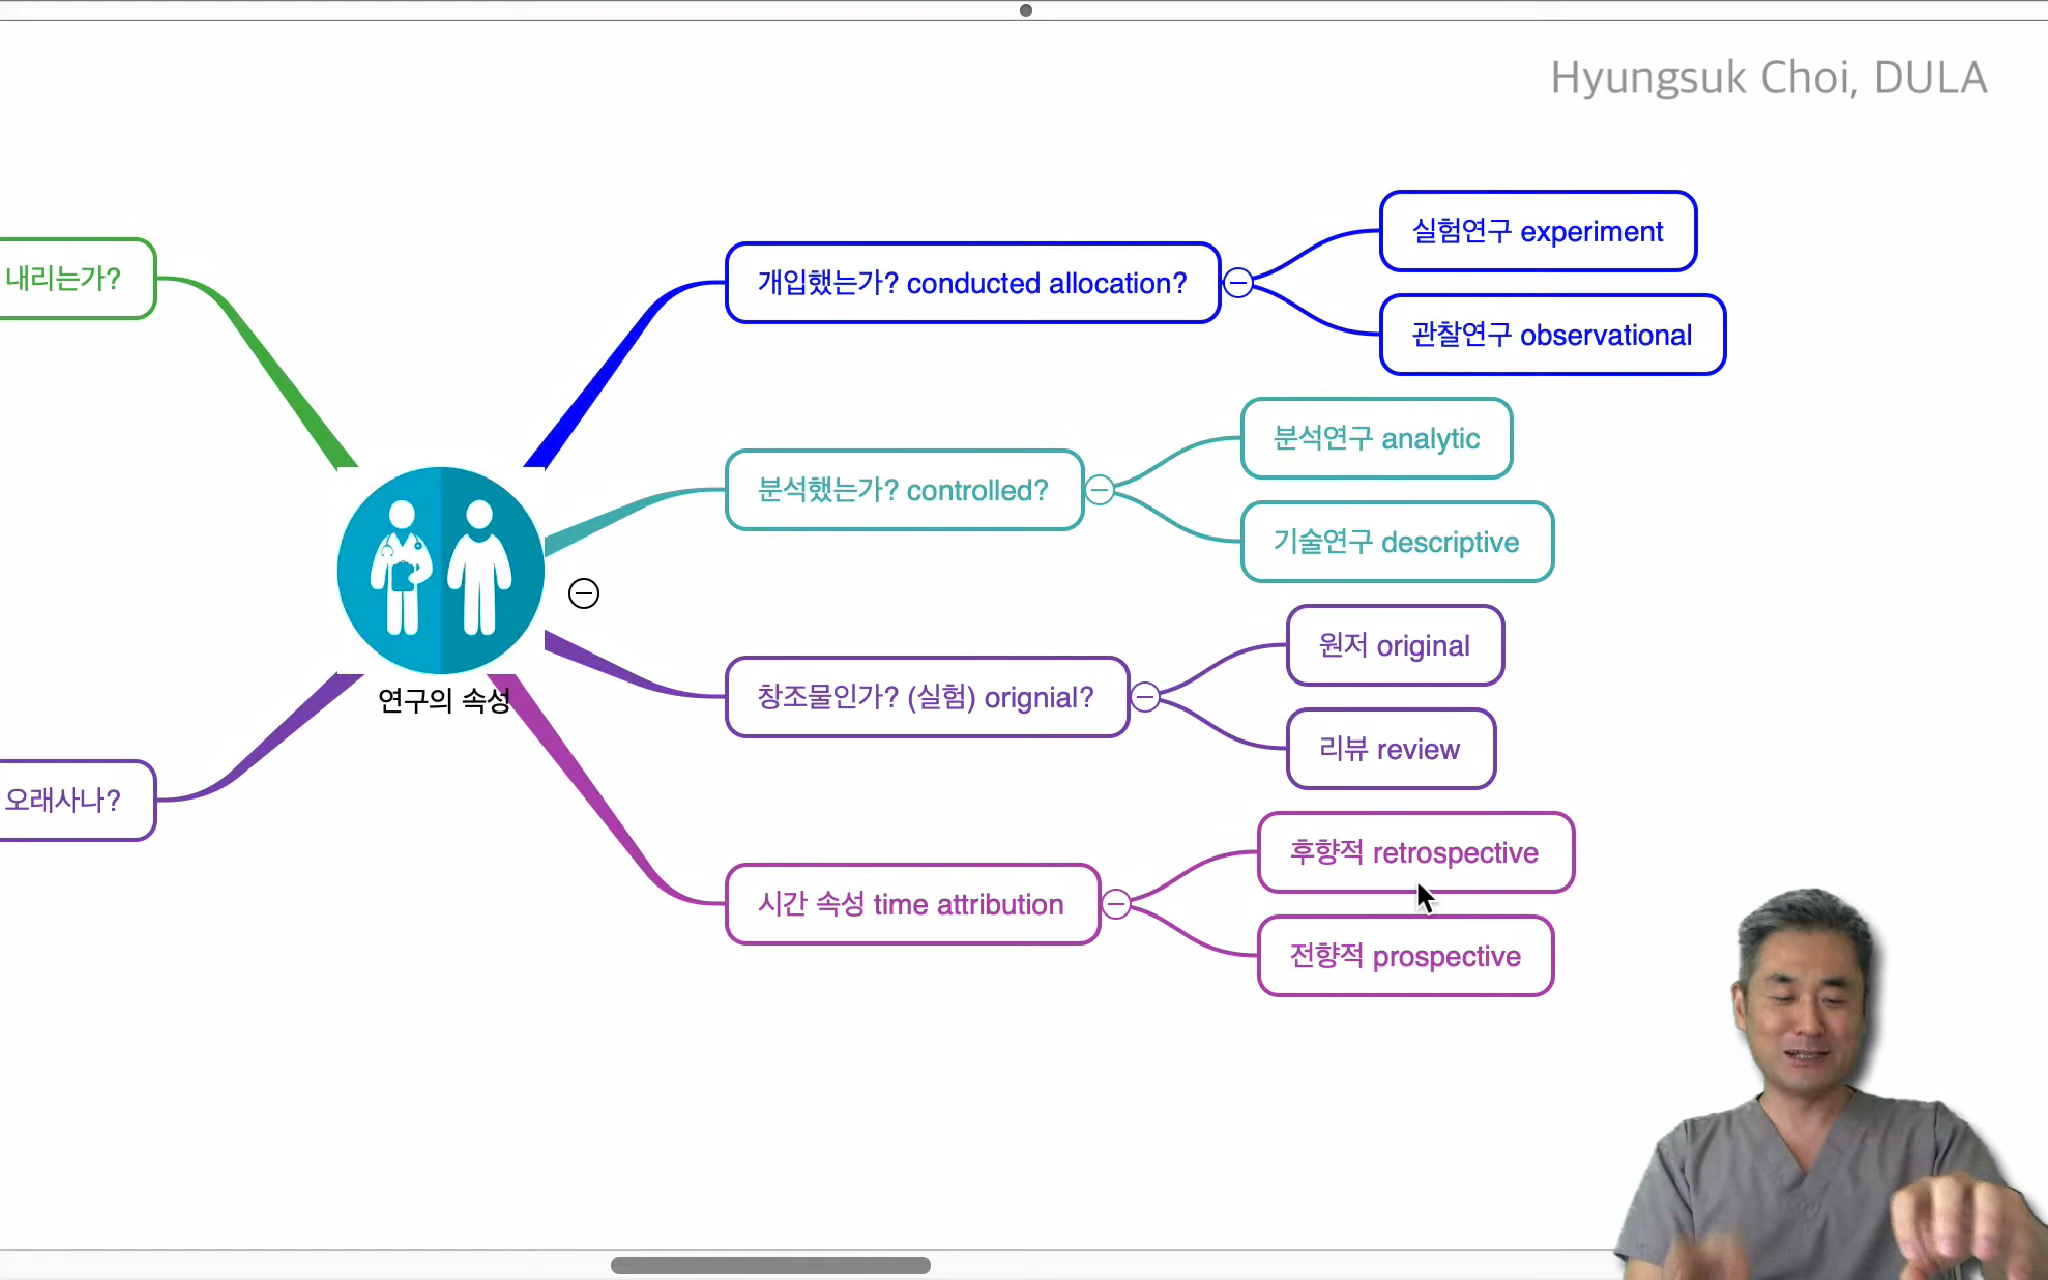 Hyungsuk Choi, DULA
내리는가?
오래사나?
연구의 속성
개입했는가? conducted allocation?
실험연구 experiment
관찰연구 observational
분석했는가? controlled?
분석연구 analytic
기술연구 descriptive
창조물인가? (실험) orignial?
원저 original
리뷰 review
시간 속성 time attribution
후향적 retrospective
전향적 prospective